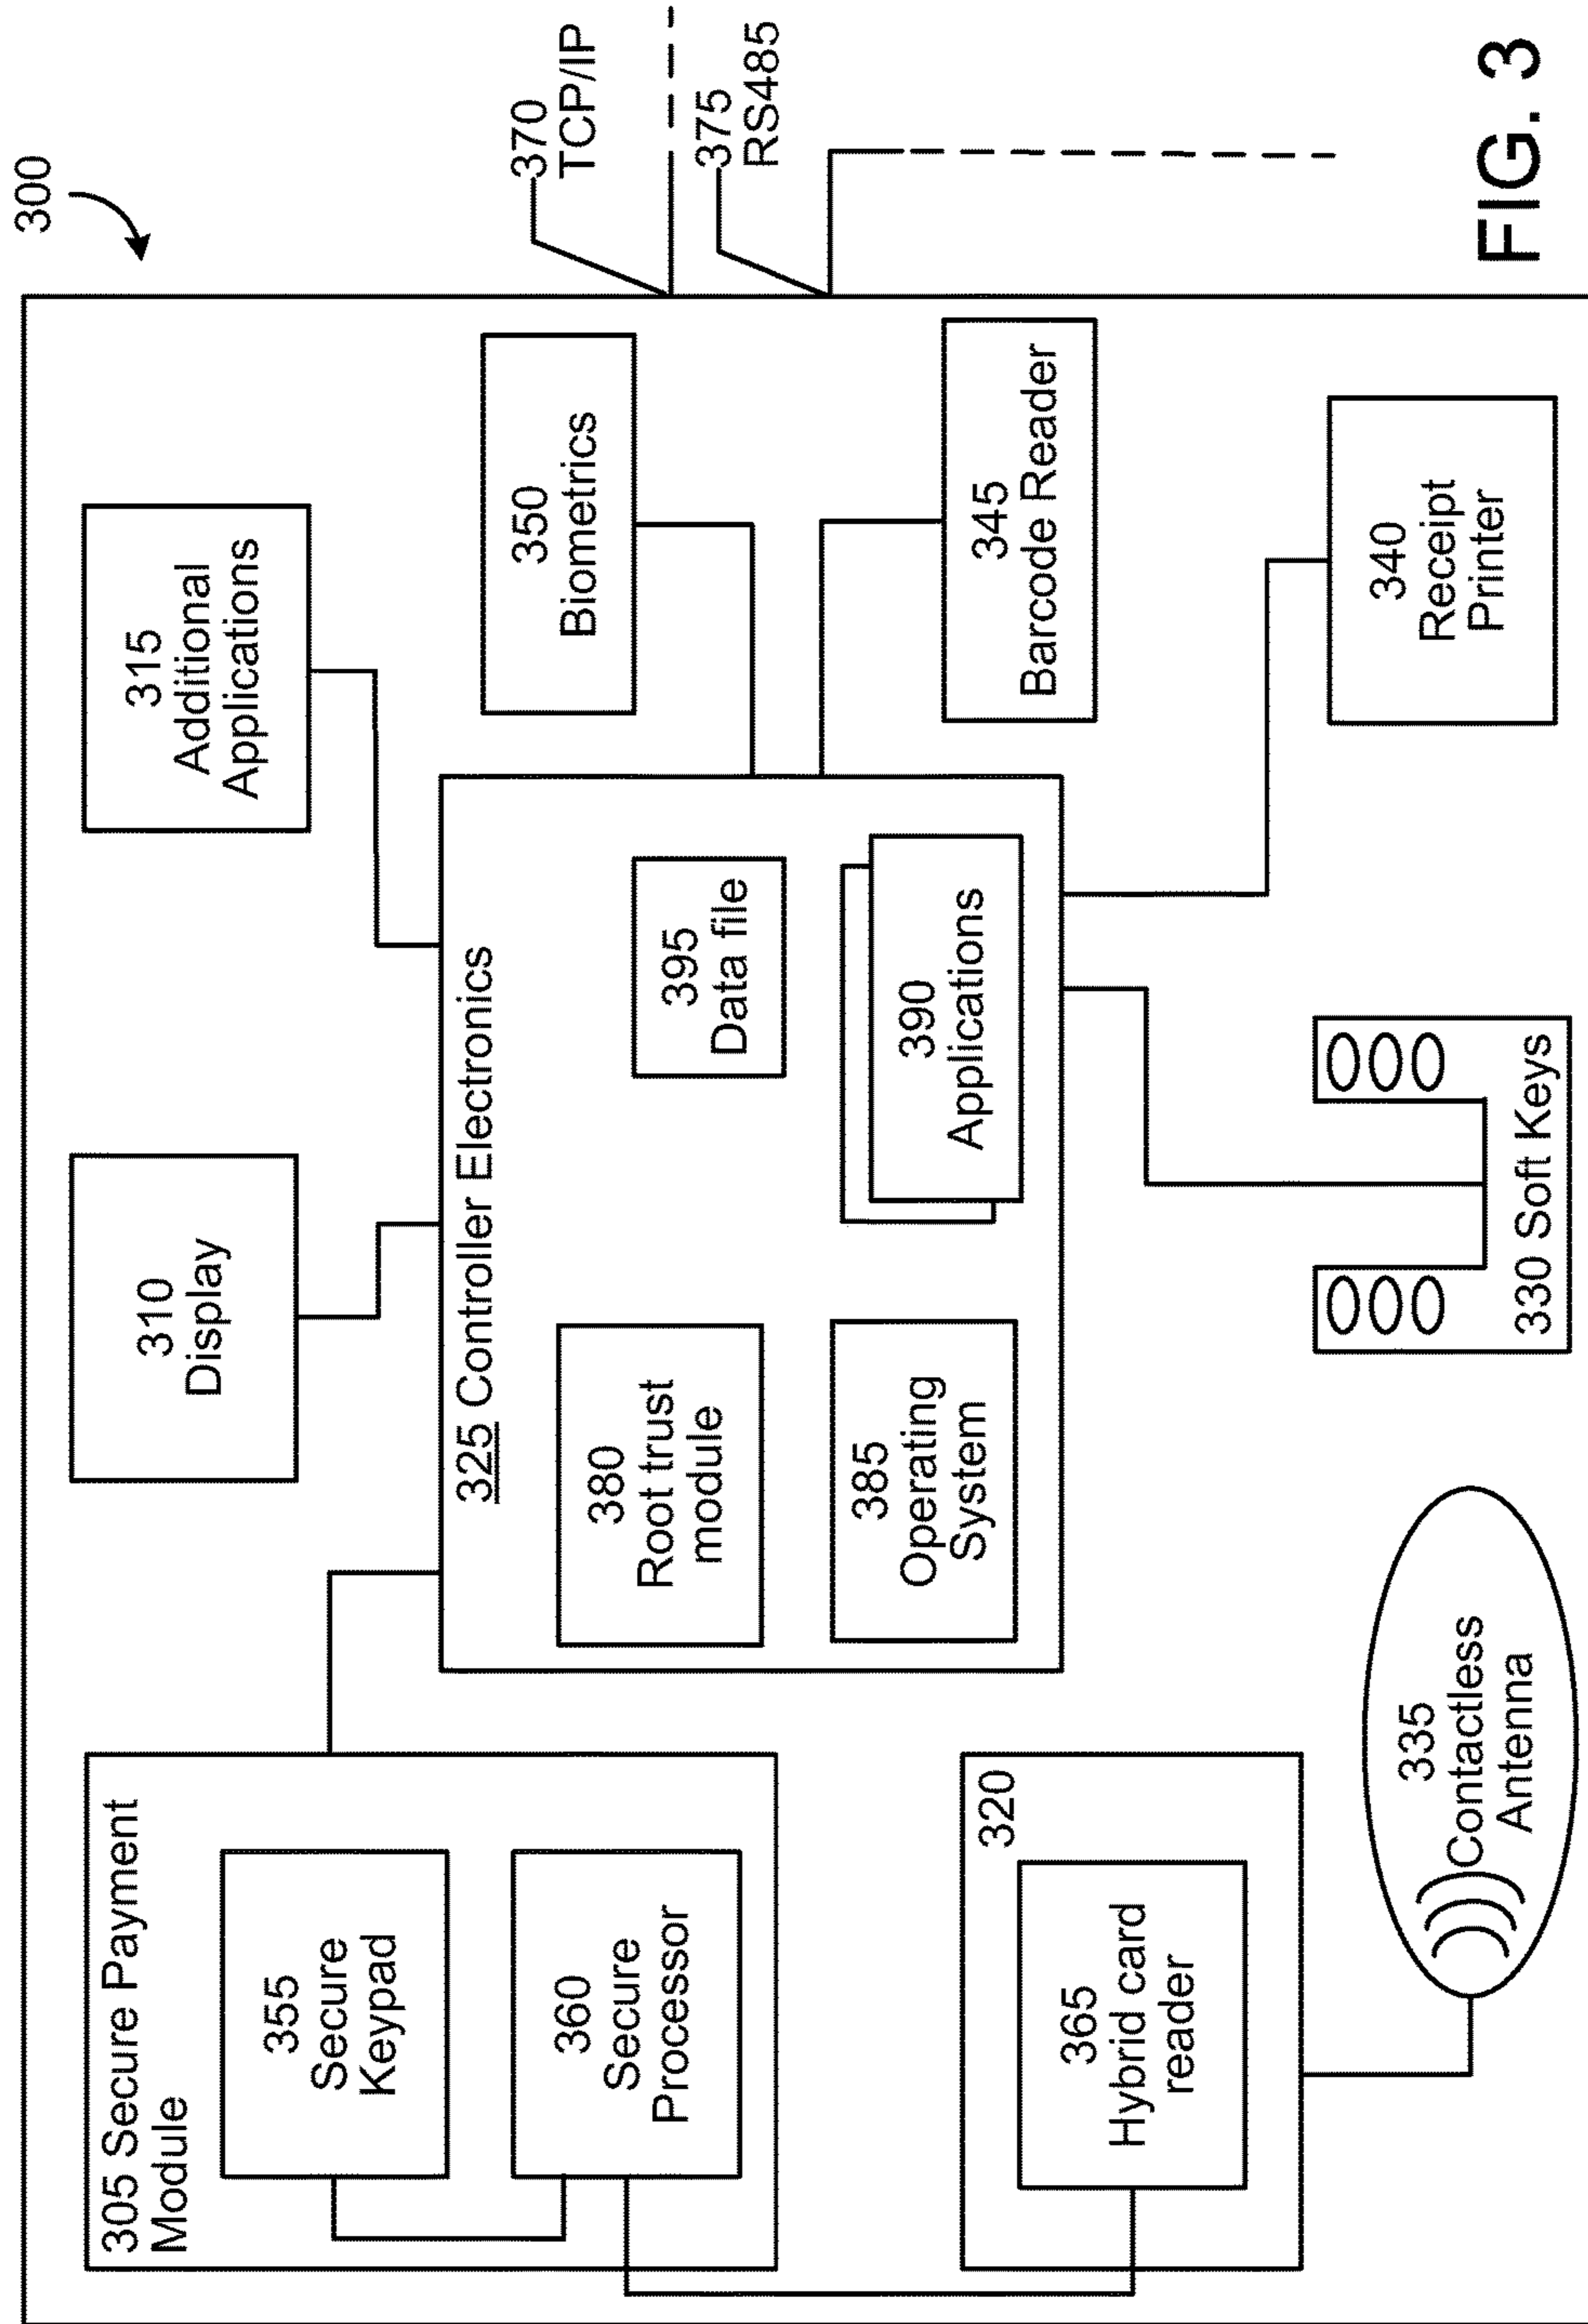 300
305 Secure Payment
Module
355
Secure
Keypad
360
Secure
Processor
310
Display
315
Additional
Applications
325 Controller Electronics
380
Root trust
module
395
Data file
385
Operating
System
390
Applications
350
Biometrics
345
Barcode Reader
370
TCP/IP
375
RS485
320
365
Hybrid card
reader
335
Contactless
Antenna
330 Soft Keys
340
Receipt
Printer
FIG. 3